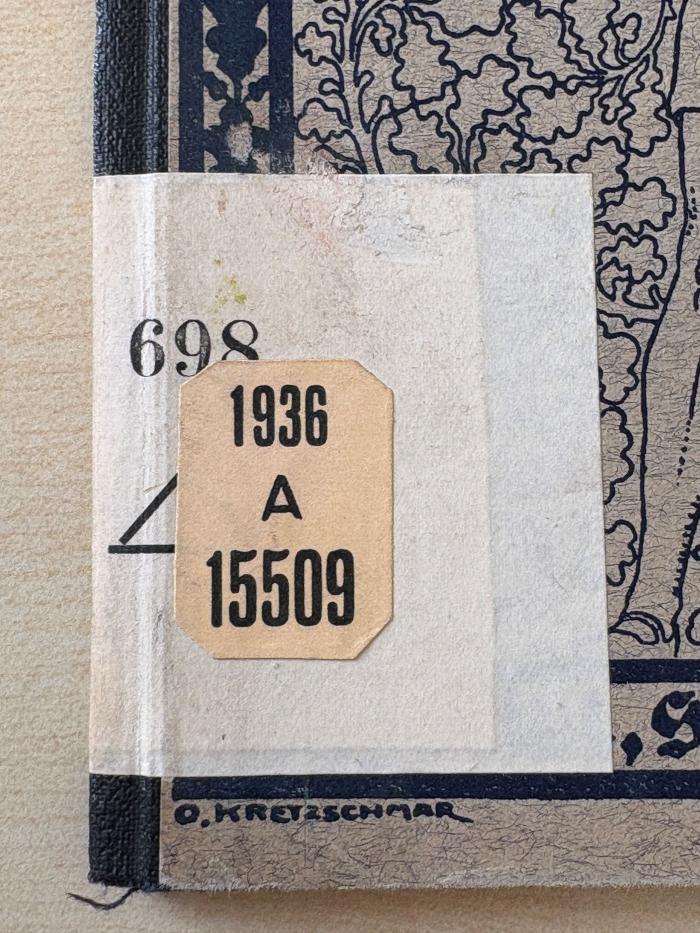 698
1936
A
15509
, S
O. KRETZSCHMAR